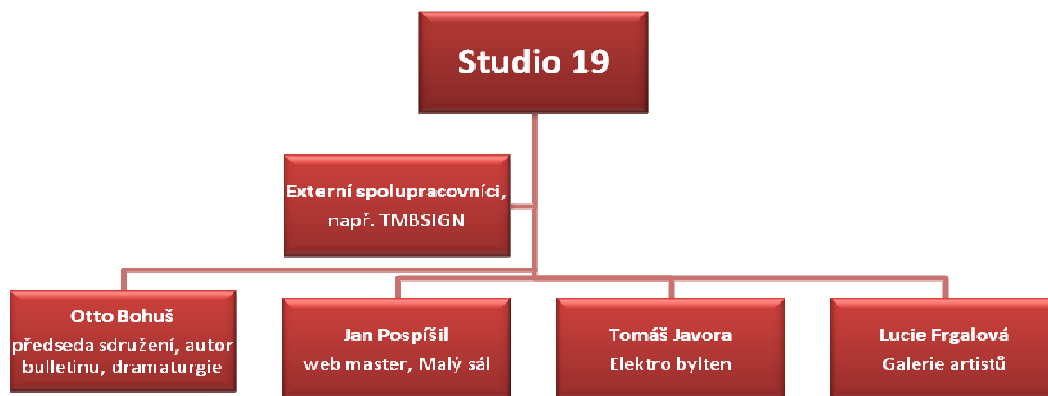 Studio 19
Externí spolupracovníci,
např. TMBSIGN
Otto Bohuš
předseda sdružení, autor
bulletinu, dramaturgie
Jan Pospíšil
web master, Malý sál
Tomáš Javora
Elektro bylten
Lucie Frgalová
Galerie artistů